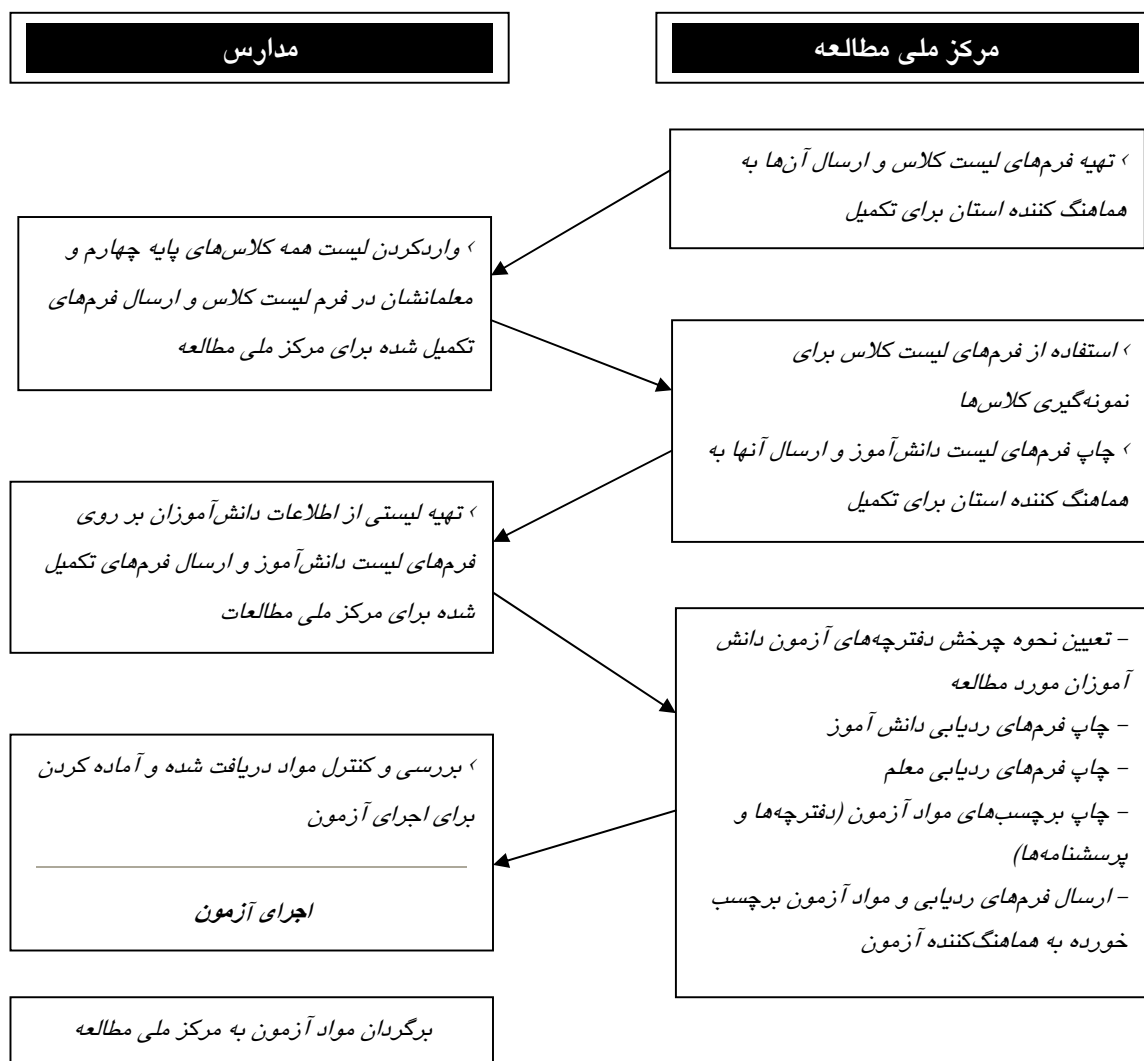 مرکز ملی مطالعه
مدارس
› تهیه فرم‌های لیست کلاس و ارسال آن‌ها به
هماهنگ کننده استان برای تکمیل
› واردکردن لیست همه کلاس‌های پایه چهارم و
معلمانشان در فرم لیست کلاس و ارسال فرم‌های
تکمیل شده برای مرکز ملی مطالعه
› استفاده از فرم‌های لیست کلاس برای
نمونه‌گیری کلاس‌ها
› چاپ فرم‌های لیست دانش‌آموز و ارسال آنها به
هماهنگ کننده استان برای تکمیل
› تهیه لیستی از اطلاعات دانش‌آموزان بر روی
فرم‌های لیست دانش‌آموز و ارسال فرم‌های تکمیل
شده برای مرکز ملی مطالعات
- تعیین نحوه چرخش دفترچه‌های آزمون دانش
آموزان مورد مطالعه
- چاپ فرم‌های ردیابی دانش آموز
- چاپ فرم‌های ردیابی معلم
- چاپ برچسب‌های مواد آزمون (دفترچه‌ها و
پرسشنامه‌ها)
- ارسال فرم‌های ردیابی و مواد آزمون برچسب
خورده به هماهنگ‌کننده آزمون
› بررسی و کنترل مواد دریافت شده و آماده کردن
برای اجرای آزمون
اجرای آزمون
برگردان مواد آزمون به مرکز ملی مطالعه